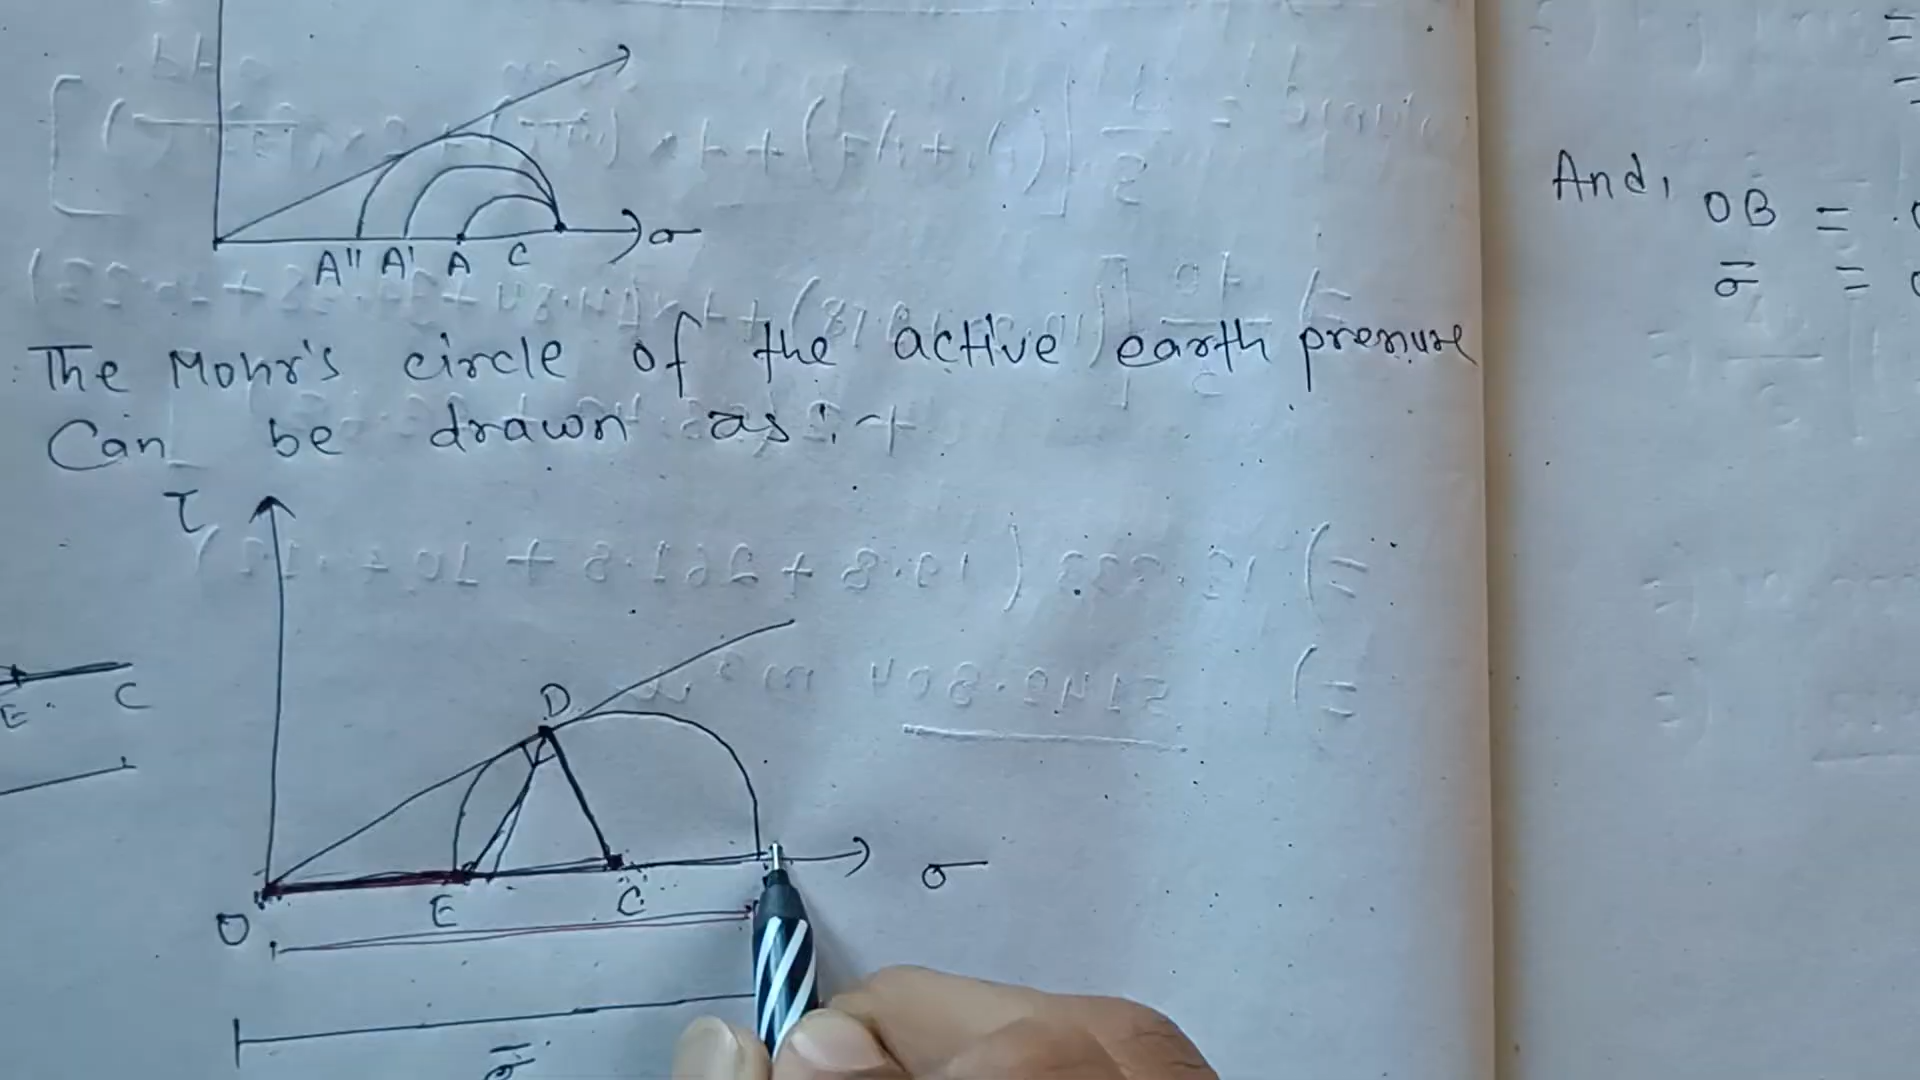 σ
A" A' A C
The Mohr's circle of the active earth pressure
Can be drawn as :-
τ
D
E C
O
σ
σ̄
E. C
And,
OB =
σ̄ =